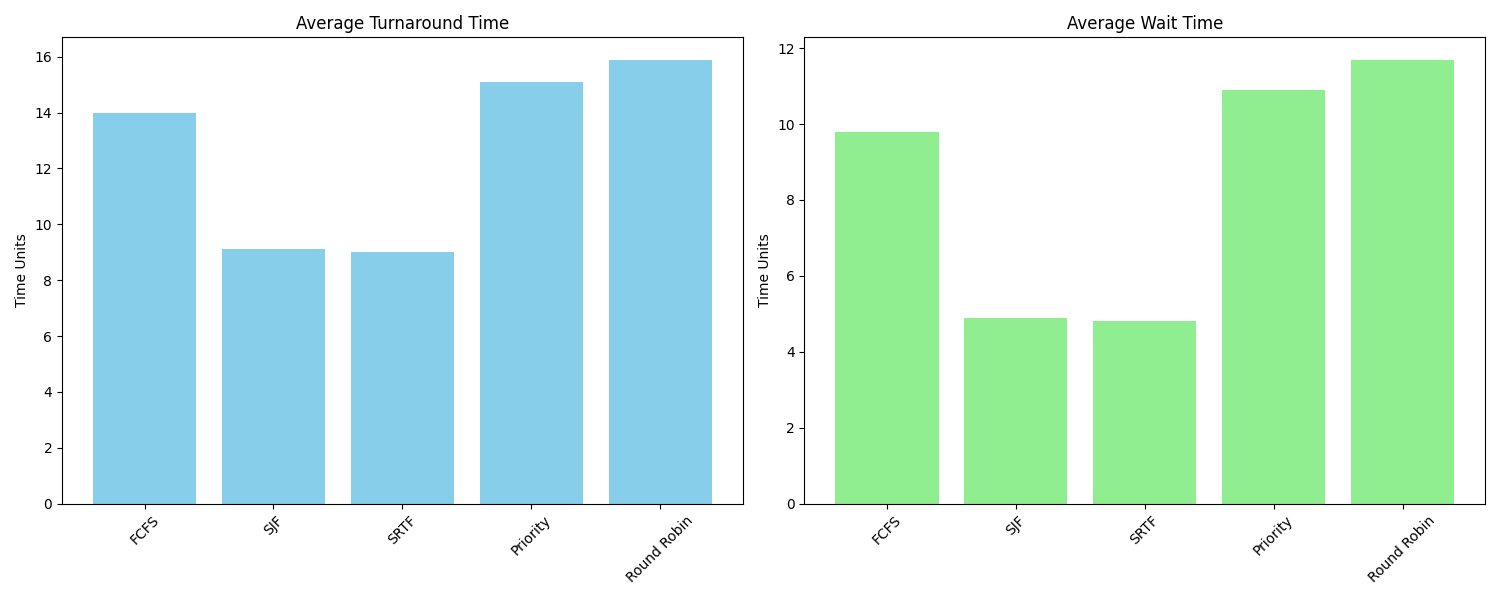 Average Turnaround Time
Time Units
16
14
12
10
8
6
4
2
0
FCFS
SJF
SRTF
Priority
Round Robin
Average Wait Time
Time Units
12
10
8
6
4
2
0
FCFS
SJF
SRTF
Priority
Round Robin